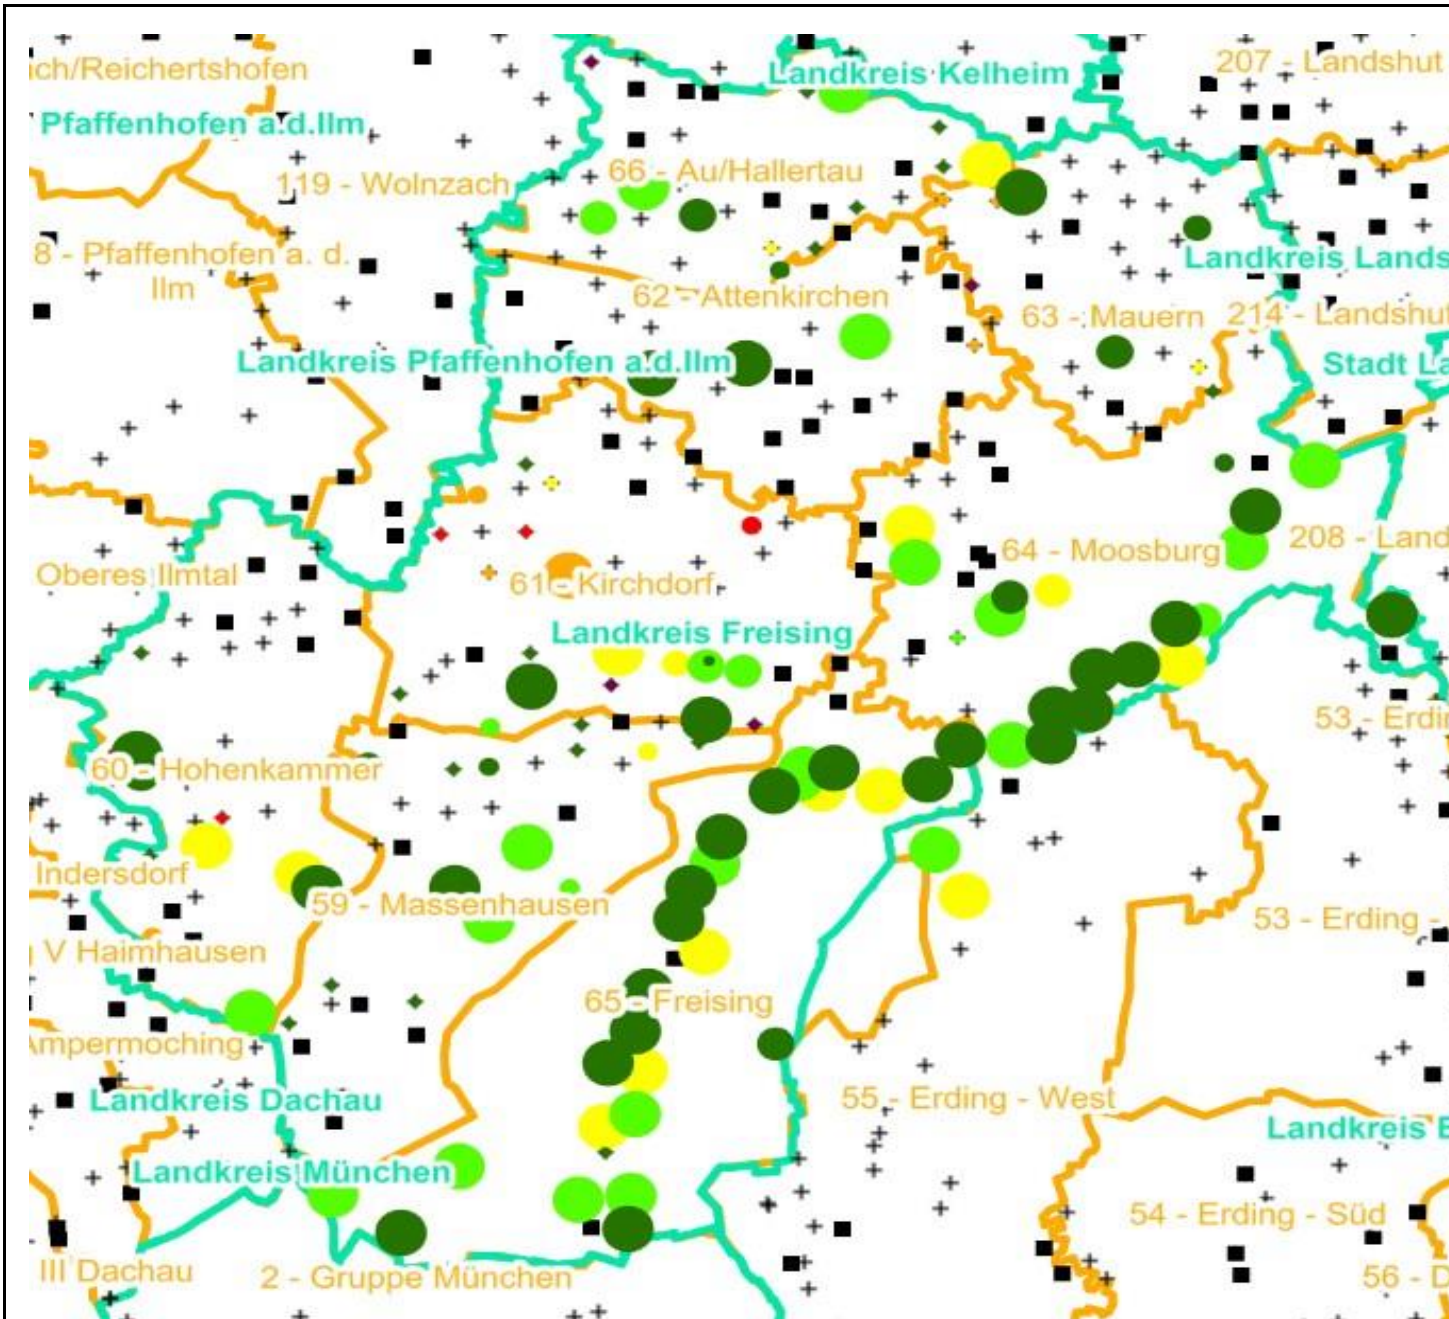 207 - Landshut
ich/Reichertshofen
Landkreis Kelheim
Pfaffenhofen a.d.Ilm
66 - Au/Hallertau
119 - Wolnzach
8 - Pfaffenhofen a. d.
Ilm
Landkreis Lands
62 - Attenkirchen
63 - Mauern
214 - Landshut
Landkreis Pfaffenhofen a.d.Ilm
Stadt La
208 - Land
64 - Moosburg
Oberes Ilmtal
61 - Kirchdorf
Landkreis Freising
53 - Erdin
60 - Hohenkammer
Indersdorf
59 - Massenhausen
53 - Erding -
V Haimhausen
65 - Freising
Ampermoching
Landkreis Dachau
55 - Erding - West
Landkreis E
Landkreis München
54 - Erding - Süd
III Dachau
2 - Gruppe München
56 - D